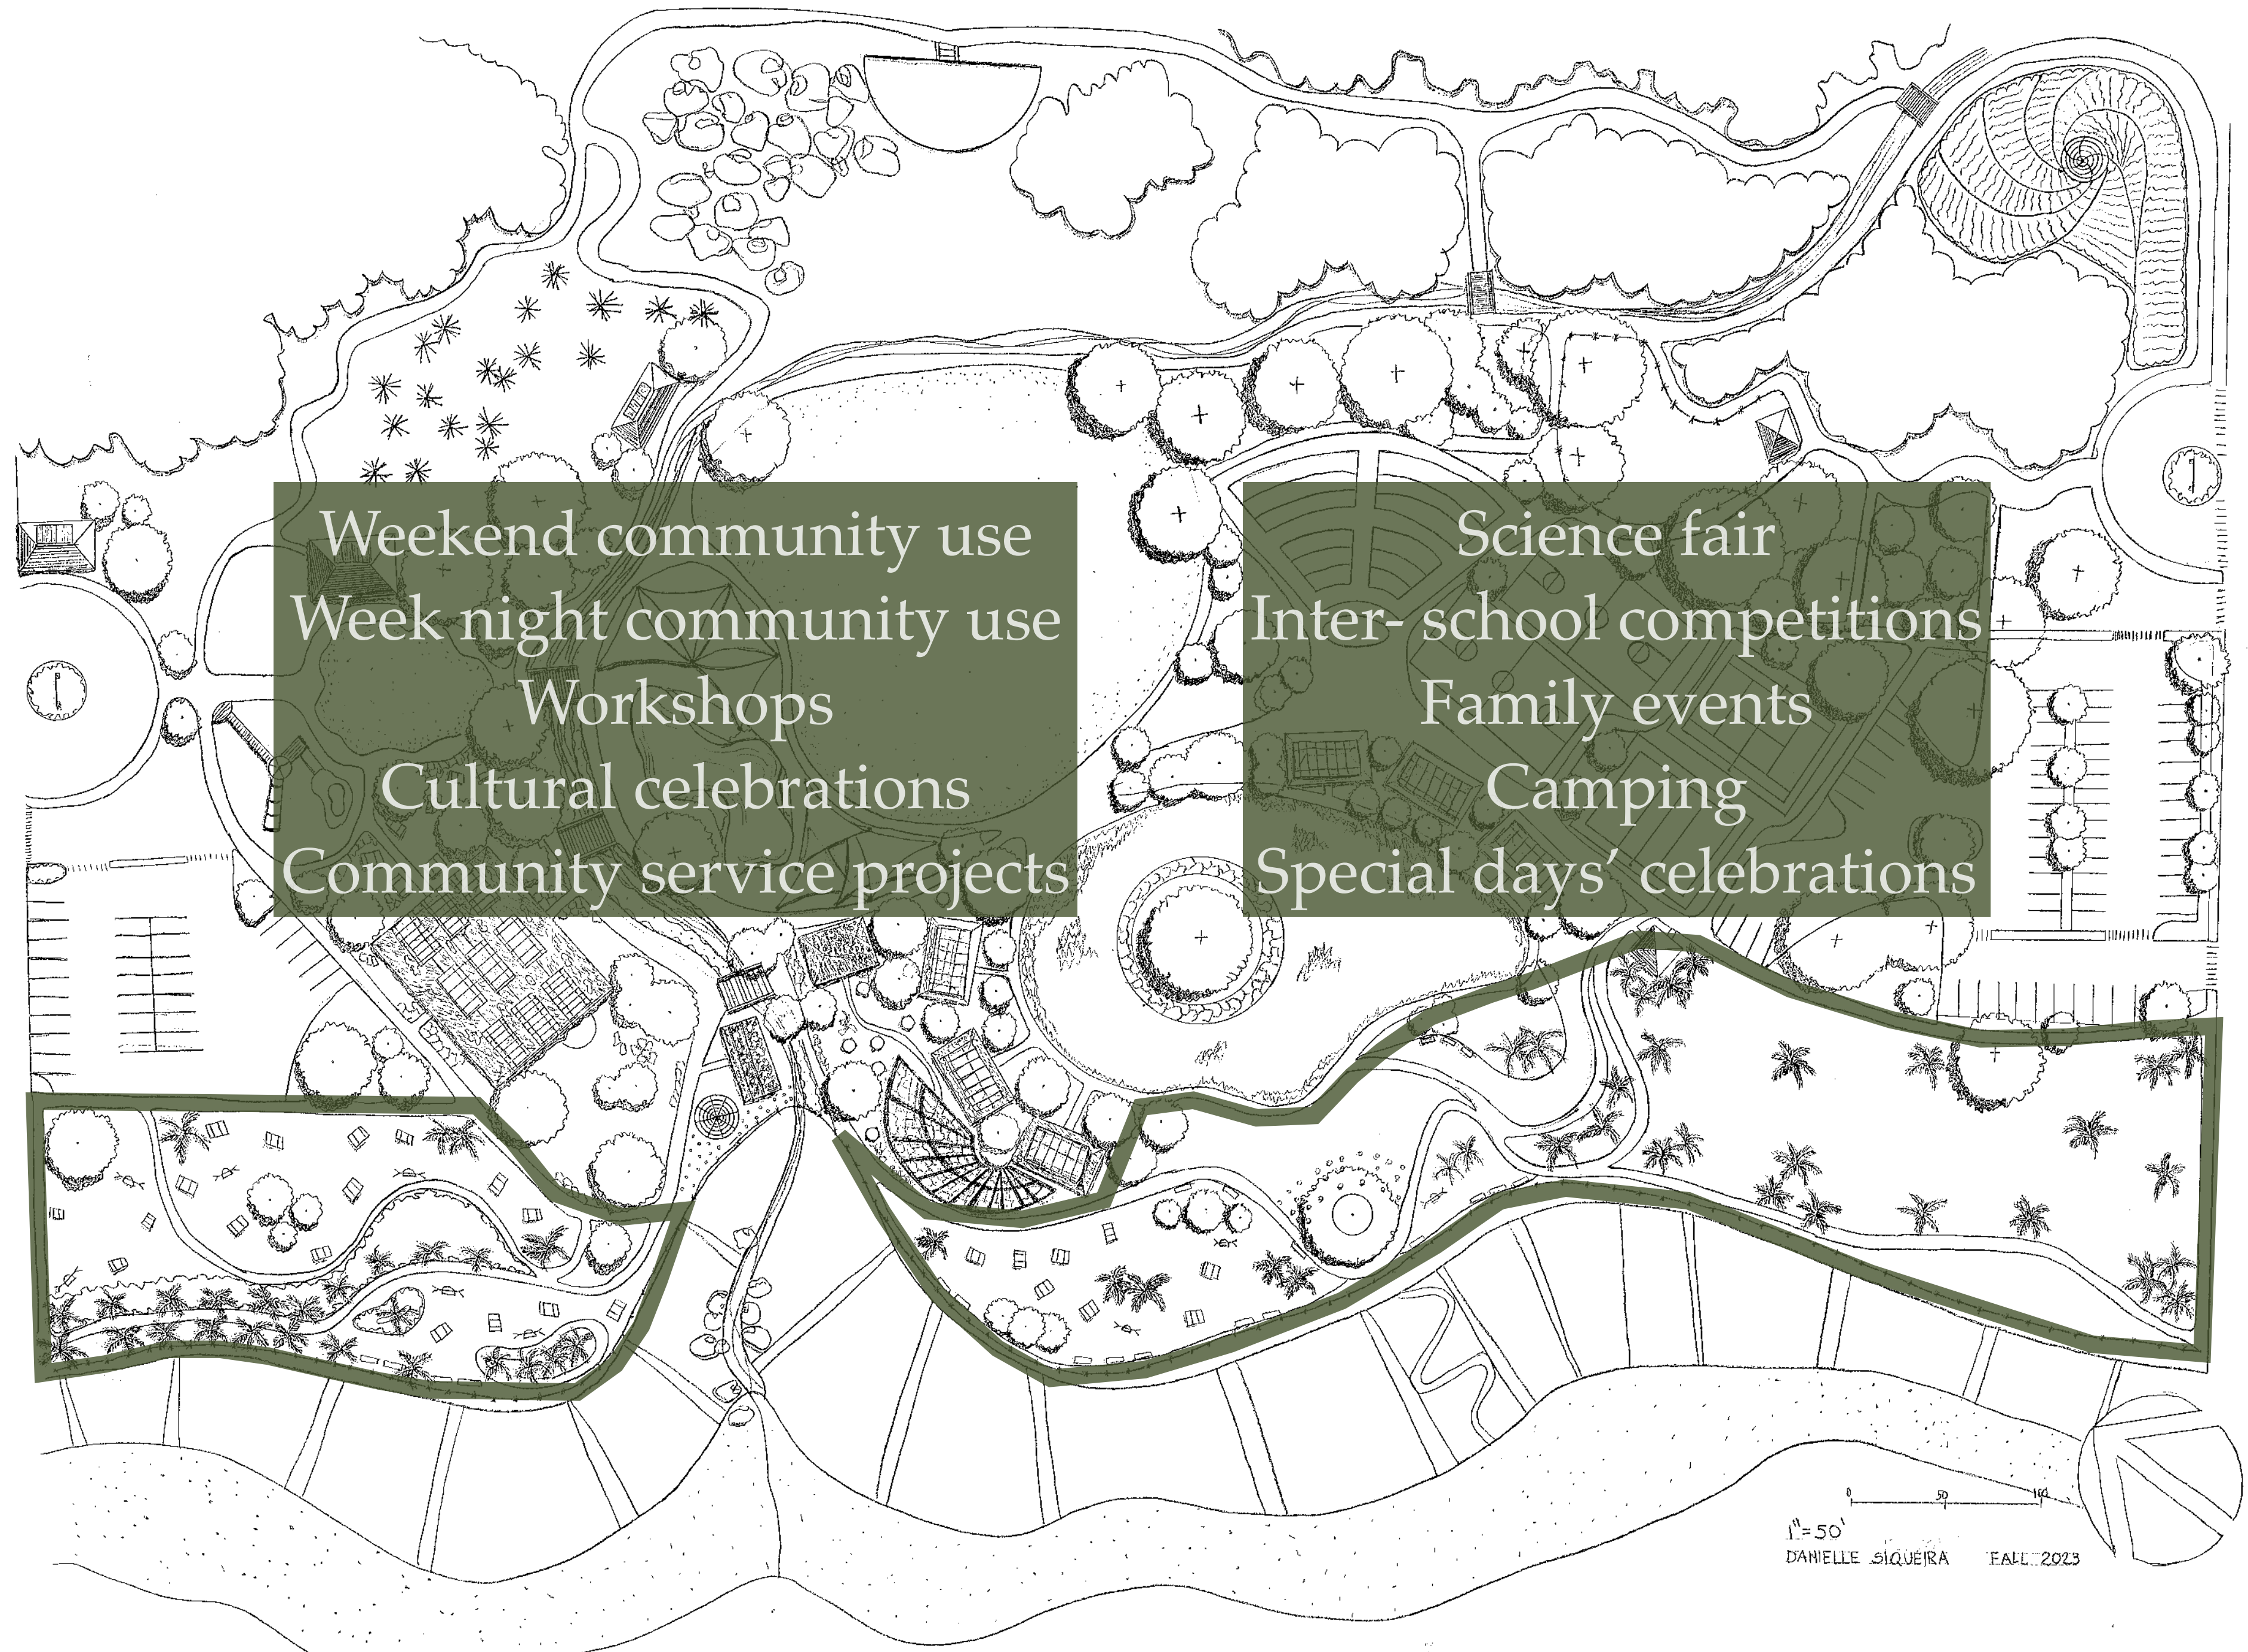 Weekend community use
Week night community use
Workshops
Cultural celebrations
Community service projects
Science fair
Inter- school competitions
Family events
Camping
Special days’ celebrations
0 50 100
1"=50'
DANIELLE SIQUEIRA FALL 2023